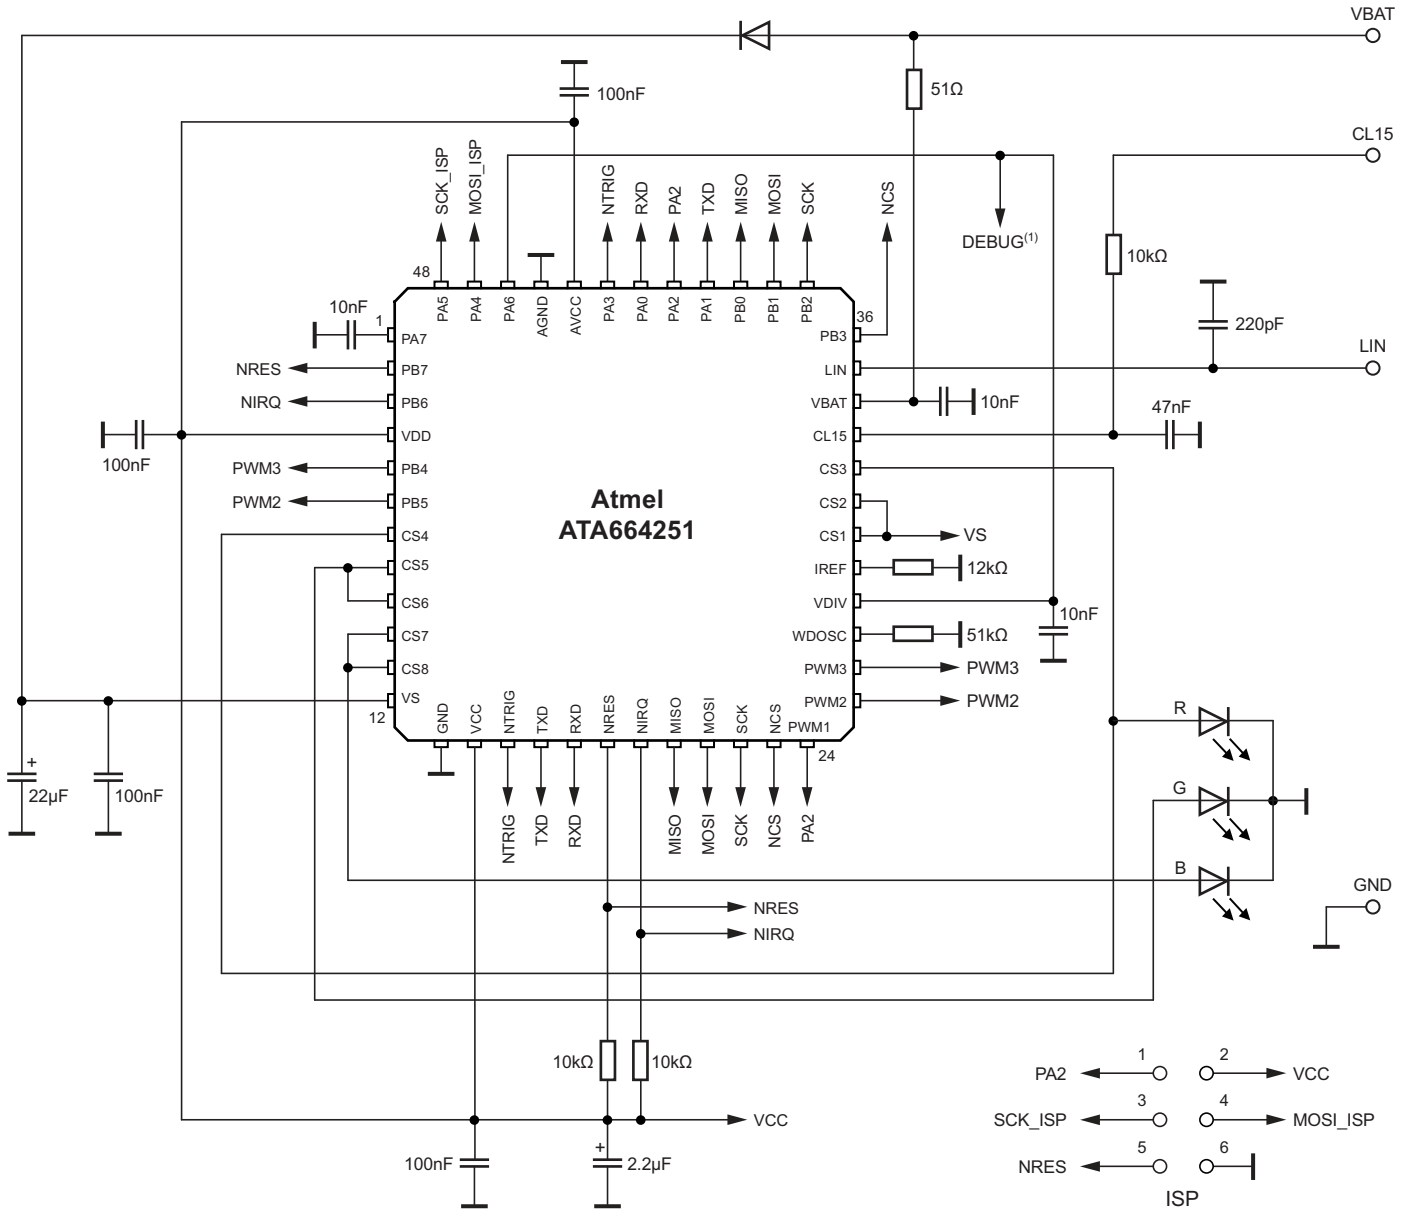 VBAT
51Ω
100nF
CL15
SCK_ISP
MOSI_ISP
NTRIG
RXD
PA2
TXD
MISO
MOSI
SCK
NCS
DEBUG(1)
10kΩ
48
10nF
1
36
PA5
PA4
PA6
AGND
AVCC
PA3
PA0
PA2
PA1
PB0
PB1
PB2
220pF
LIN
PA7
PB3
NRES
PB7
LIN
NIRQ
PB6
VBAT
10nF
47nF
100nF
VDD
CL15
PWM3
PB4
CS3
PWM2
PB5
CS2
Atmel
ATA664251
CS4
CS1
VS
CS5
IREF
12kΩ
CS6
VDIV
10nF
CS7
WDOSC
51kΩ
CS8
PWM3
PWM3
VS
PWM2
PWM2
12
GND
VCC
NTRIG
TXD
RXD
NRES
NIRQ
MISO
MOSI
SCK
NCS
PWM1
24
R
+
22µF
100nF
G
NTRIG
TXD
RXD
MISO
MOSI
SCK
NCS
PA2
B
GND
NRES
NIRQ
10kΩ
10kΩ
VCC
100nF
+
2.2µF
1
2
PA2
VCC
3
4
SCK_ISP
MOSI_ISP
5
6
NRES
ISP